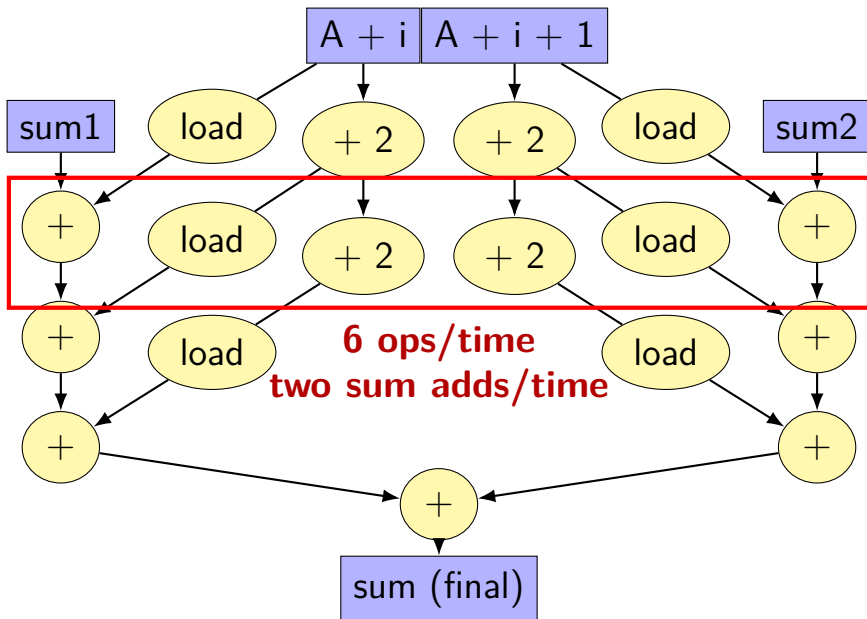 A + i A + i + 1
sum1 load + 2 + 2 load sum2
+ load + 2 + 2 load +
+ load 6 ops/time load +
two sum adds/time
+ +
+
sum (final)